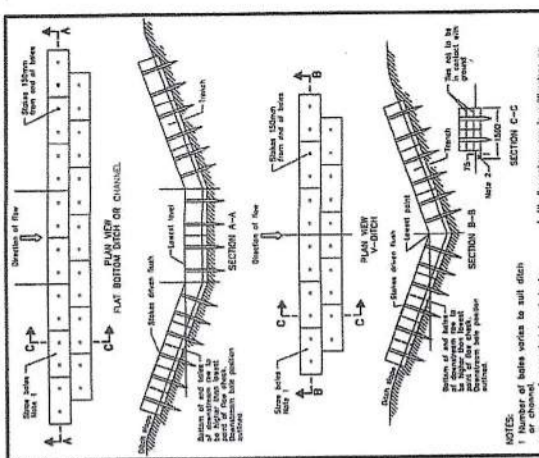 A
A
Stakes 150mm
from end of bales
Direction of flow
C
C
Straw bales
Note 1
PLAN VIEW
FLAT BOTTOM DITCH OR CHANNEL
Stakes driven flush
Trench
Lowest level
Ditch slope
Bottom of end bales
of downstream row to
be higher than lowest
point of flow check.
Downstream bale position
outlined
SECTION A-A
B
B
Stakes 150mm
from end of bales
Direction of flow
C
C
Straw bales
Note 1
PLAN VIEW
V-DITCH
Stakes driven flush
Trench
Lowest point
Ditch slope
Bottom of end bales
of downstream row to
be higher than lowest
point of flow check.
Downstream bale position
outlined
SECTION B-B
Ties not to be
in contact with
ground
75
1500
Note 2
SECTION C-C
NOTES:
1 Number of bales varies to suit ditch
or channel.